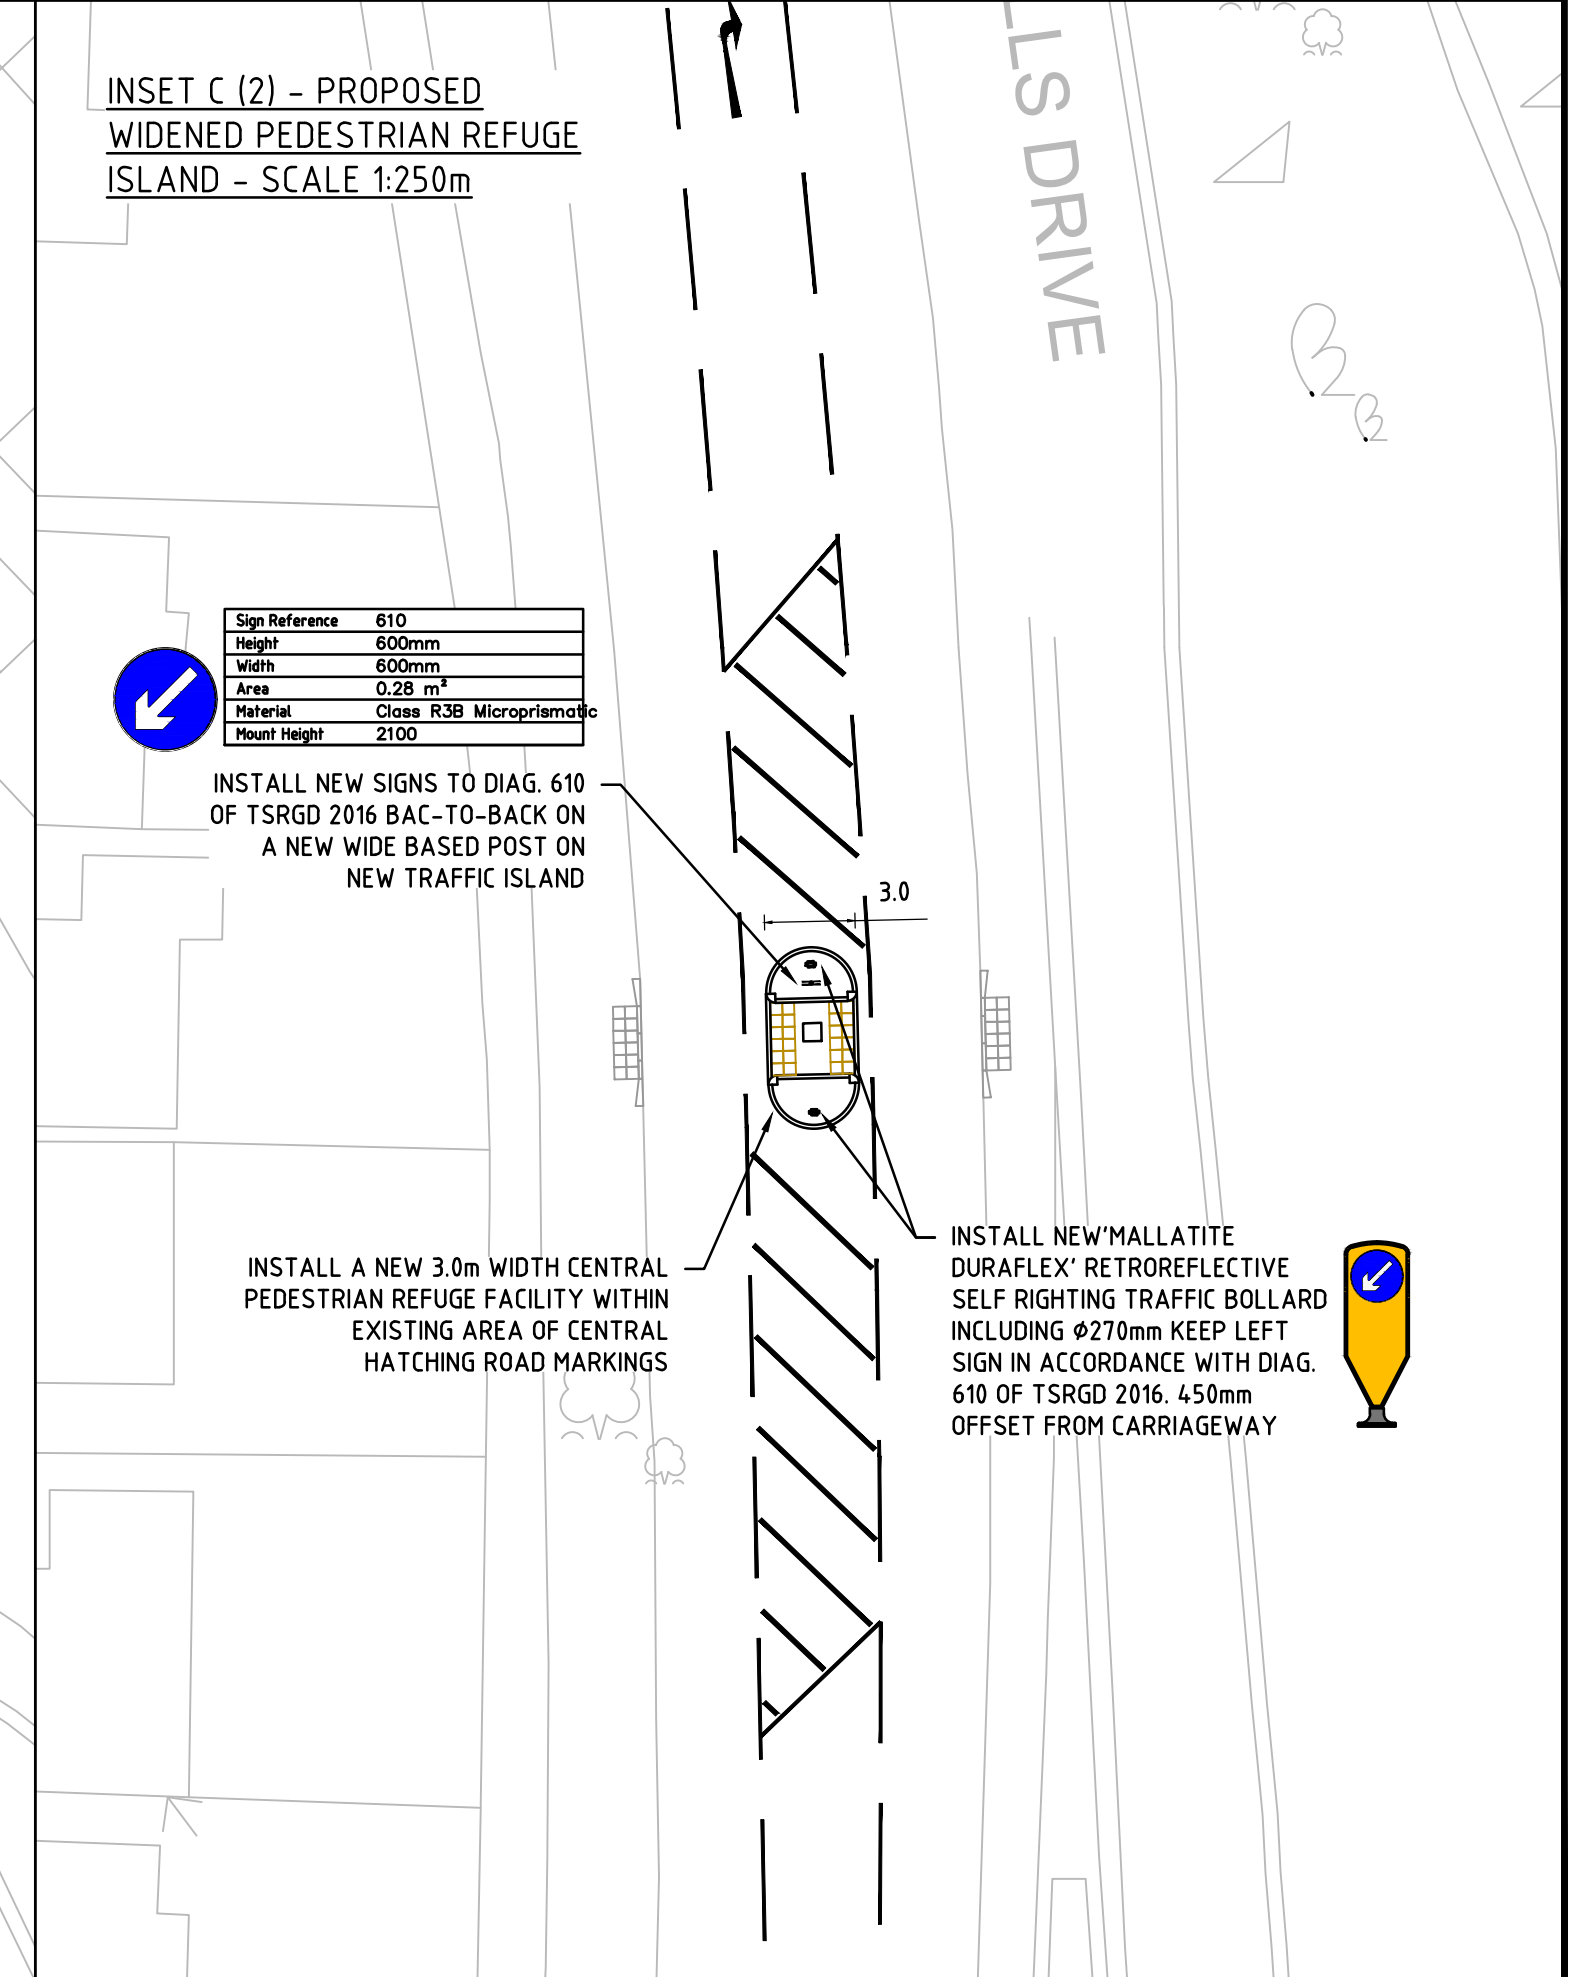 INSET C (2) - PROPOSED
WIDENED PEDESTRIAN REFUGE
ISLAND - SCALE 1:250m
LLS DRIVE
Sign Reference 610
Height 600mm
Width 600mm
Area 0.28 m²
Material Class R3B Microprismatic
Mount Height 2100
INSTALL NEW SIGNS TO DIAG. 610
OF TSRGD 2016 BAC-TO-BACK ON
A NEW WIDE BASED POST ON
NEW TRAFFIC ISLAND
3.0
INSTALL A NEW 3.0m WIDTH CENTRAL
PEDESTRIAN REFUGE FACILITY WITHIN
EXISTING AREA OF CENTRAL
HATCHING ROAD MARKINGS
INSTALL NEW'MALLATITE
DURAFLEX' RETROREFLECTIVE
SELF RIGHTING TRAFFIC BOLLARD
INCLUDING Ø270mm KEEP LEFT
SIGN IN ACCORDANCE WITH DIAG.
610 OF TSRGD 2016. 450mm
OFFSET FROM CARRIAGEWAY